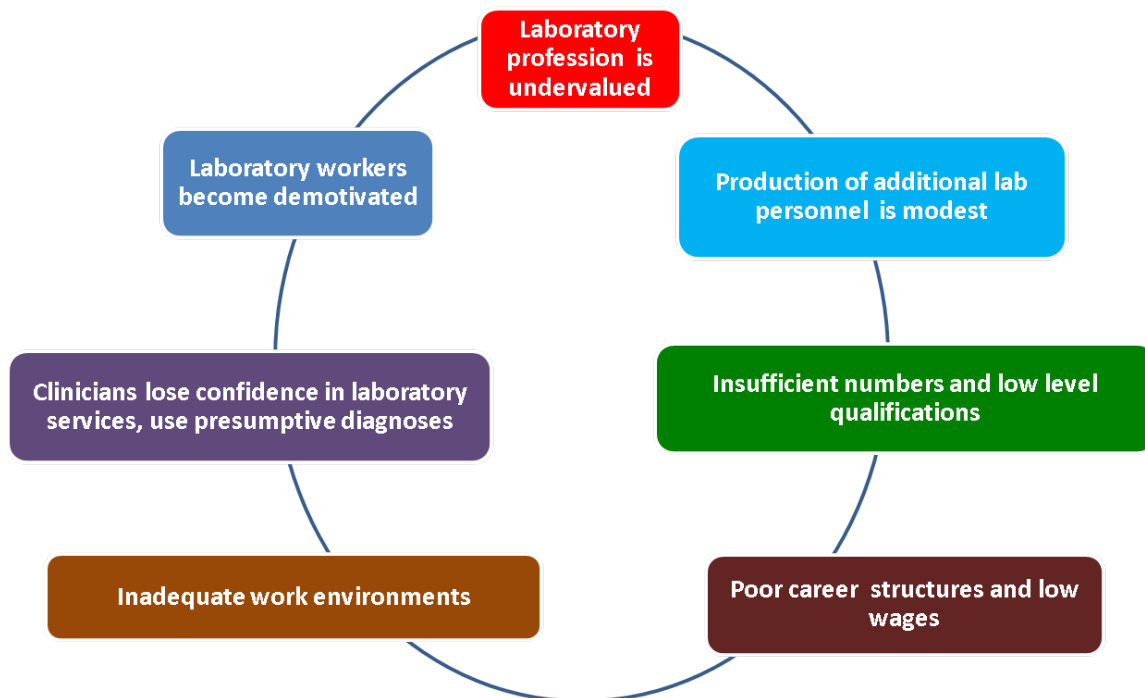 Laboratory
profession is
undervalued
Production of additional lab
personnel is modest
Insufficient numbers and low level
qualifications
Poor career structures and low
wages
Inadequate work environments
Clinicians lose confidence in laboratory
services, use presumptive diagnoses
Laboratory workers
become demotivated